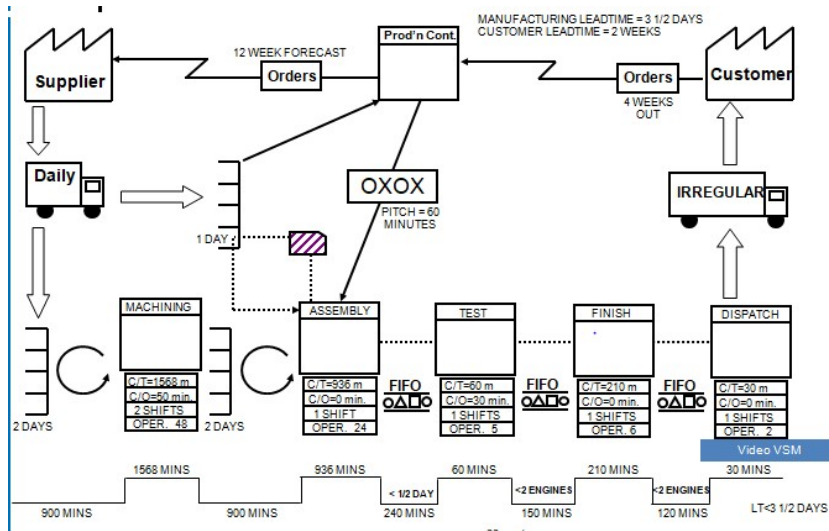 MANUFACTURING LEADTIME = 3 1/2 DAYS
CUSTOMER LEADTIME = 2 WEEKS
Prod'n Cont.
12 WEEK FORECAST
Supplier
Orders
Orders
Customer
4 WEEKS
OUT
Daily
OXOX
IRREGULAR
PITCH = 60
MINUTES
1 DAY
MACHINING
ASSEMBLY
TEST
FINISH
DISPATCH
C/T=1568 m
C/O=50 min.
2 SHIFTS
OPER. 48
C/T=936 m
C/O=0 min.
1 SHIFT
OPER. 24
FIFO
C/T=60 m
C/O=30 min.
1 SHIFTS
OPER. 5
FIFO
C/T=210 m
C/O=0 min.
1 SHIFTS
OPER. 6
FIFO
C/T=30 m
C/O=0 min.
1 SHIFTS
OPER. 2
2 DAYS
2 DAYS
Video VSM
1568 MINS
936 MINS
60 MINS
210 MINS
30 MINS
< 1/2 DAY
<2 ENGINES
<2 ENGINES
900 MINS
900 MINS
240 MINS
150 MINS
120 MINS
LT<3 1/2 DAYS